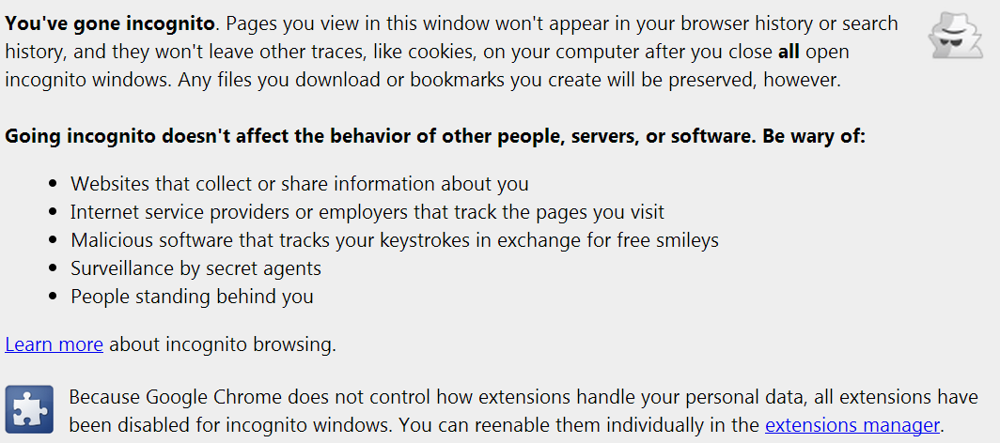 You've gone incognito. Pages you view in this window won't appear in your browser history or search
history, and they won't leave other traces, like cookies, on your computer after you close all open
incognito windows. Any files you download or bookmarks you create will be preserved, however.
Going incognito doesn't affect the behavior of other people, servers, or software. Be wary of:
• Websites that collect or share information about you
• Internet service providers or employers that track the pages you visit
• Malicious software that tracks your keystrokes in exchange for free smileys
• Surveillance by secret agents
• People standing behind you
Learn more about incognito browsing.
Because Google Chrome does not control how extensions handle your personal data, all extensions have
been disabled for incognito windows. You can reenable them individually in the extensions manager.